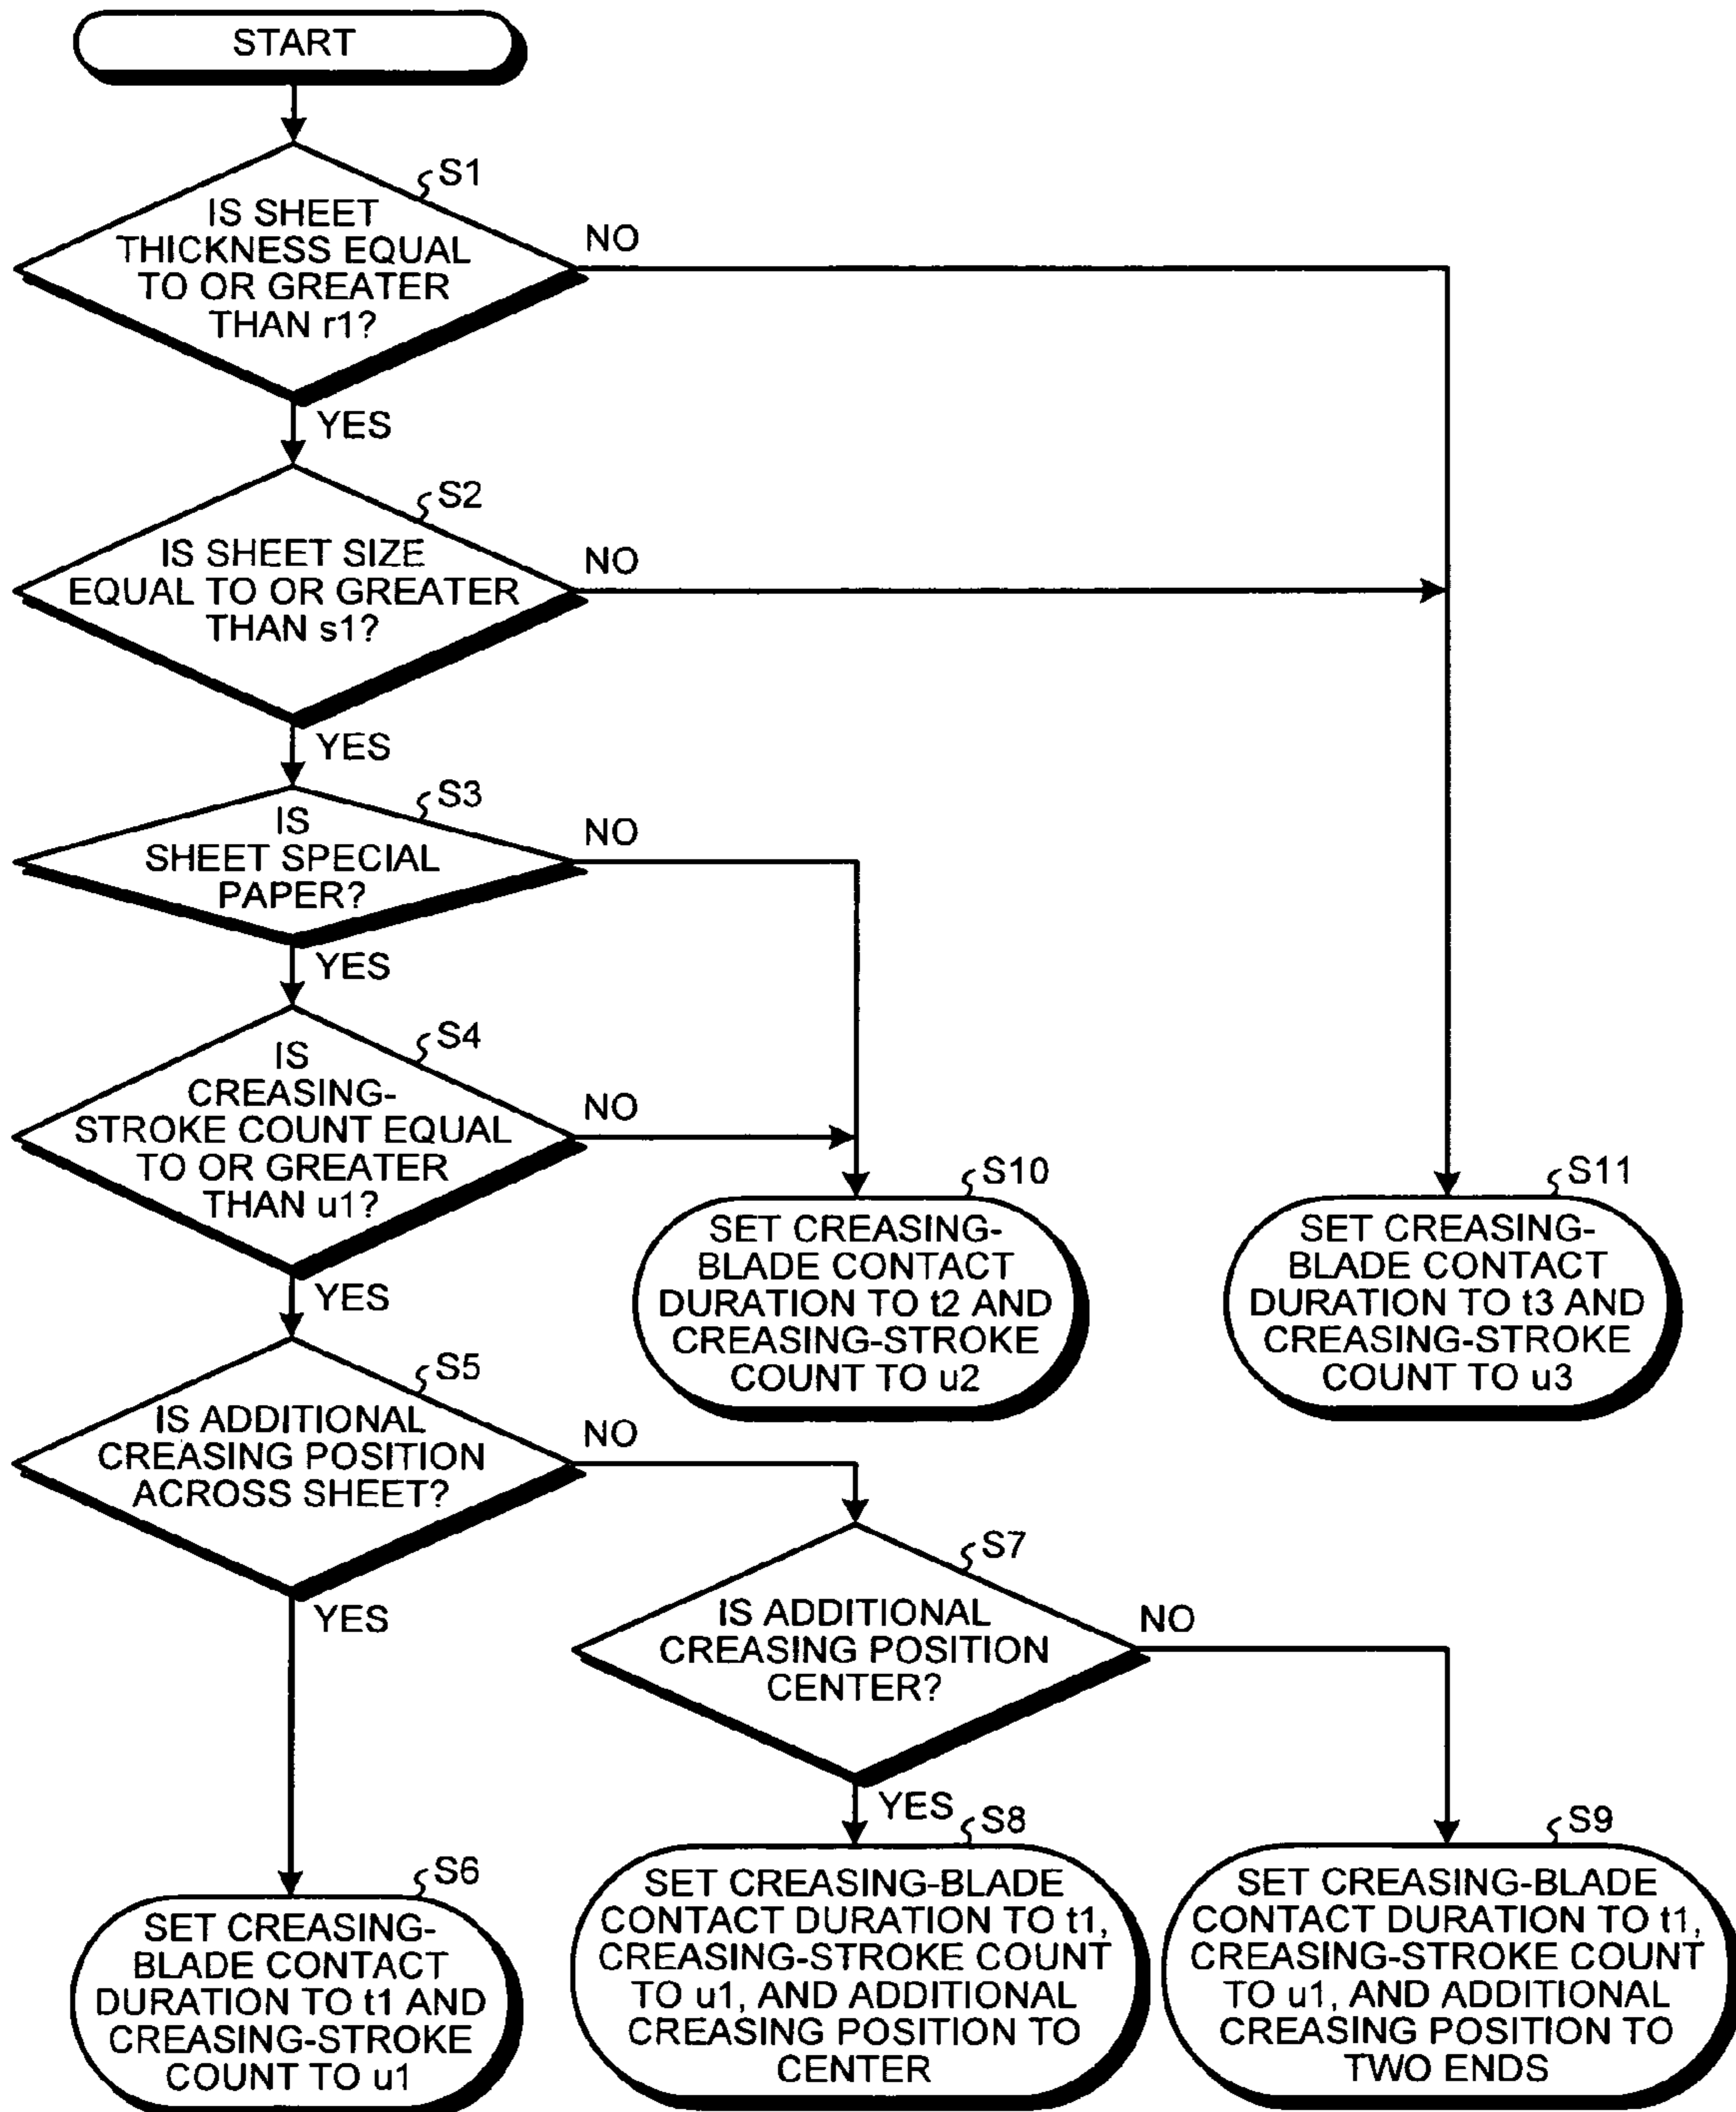 START
S1
IS SHEET
THICKNESS EQUAL
TO OR GREATER
THAN r1?
NO
YES
S2
IS SHEET SIZE
EQUAL TO OR GREATER
THAN s1?
NO
YES
S3
IS
SHEET SPECIAL
PAPER?
NO
YES
S4
IS
CREASING-
STROKE COUNT EQUAL
TO OR GREATER
THAN u1?
NO
YES
S10
SET CREASING-
BLADE CONTACT
DURATION TO t2 AND
CREASING-STROKE
COUNT TO u2
S11
SET CREASING-
BLADE CONTACT
DURATION TO t3 AND
CREASING-STROKE
COUNT TO u3
S5
IS ADDITIONAL
CREASING POSITION
ACROSS SHEET?
NO
YES
S7
IS ADDITIONAL
CREASING POSITION
CENTER?
NO
YES
S6
SET CREASING-
BLADE CONTACT
DURATION TO t1 AND
CREASING-STROKE
COUNT TO u1
S8
SET CREASING-BLADE
CONTACT DURATION TO t1,
CREASING-STROKE COUNT
TO u1, AND ADDITIONAL
CREASING POSITION TO
CENTER
S9
SET CREASING-BLADE
CONTACT DURATION TO t1,
CREASING-STROKE COUNT
TO u1, AND ADDITIONAL
CREASING POSITION TO
TWO ENDS